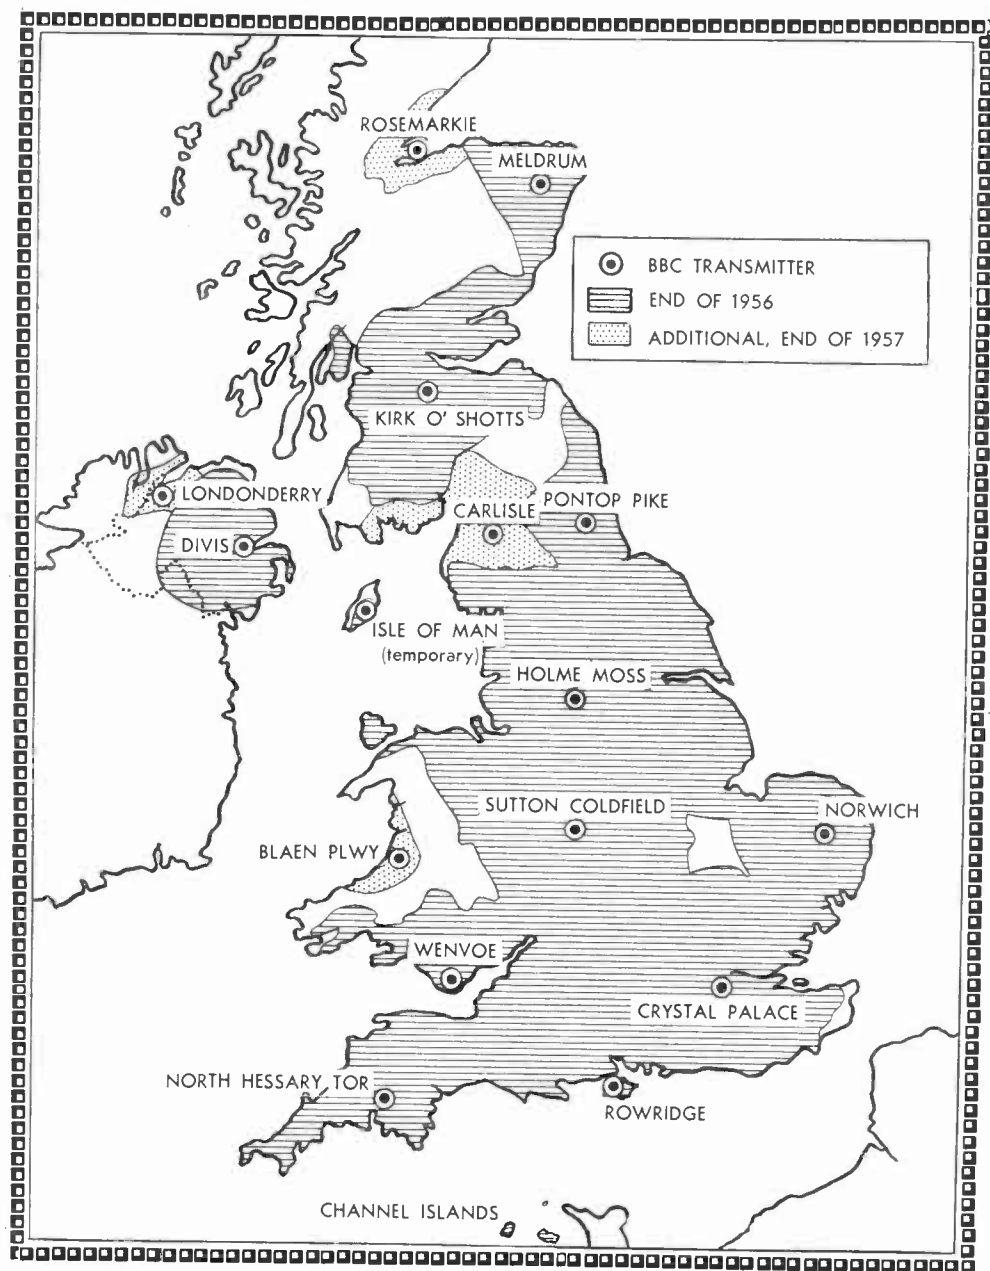 ROSEMARKIE
MELDRUM
BBC TRANSMITTER
END OF 1956
ADDITIONAL, END OF 1957
KIRK O' SHOTTS
LONDONDERRY
CARLISLE
PONTOP PIKE
DIVIS
ISLE OF MAN
(temporary)
HOLME MOSS
SUTTON COLDFIELD
NORWICH
BLAEN PLWY
WENVOE
CRYSTAL PALACE
NORTH HESSARY TOR
ROWRIDGE
CHANNEL ISLANDS